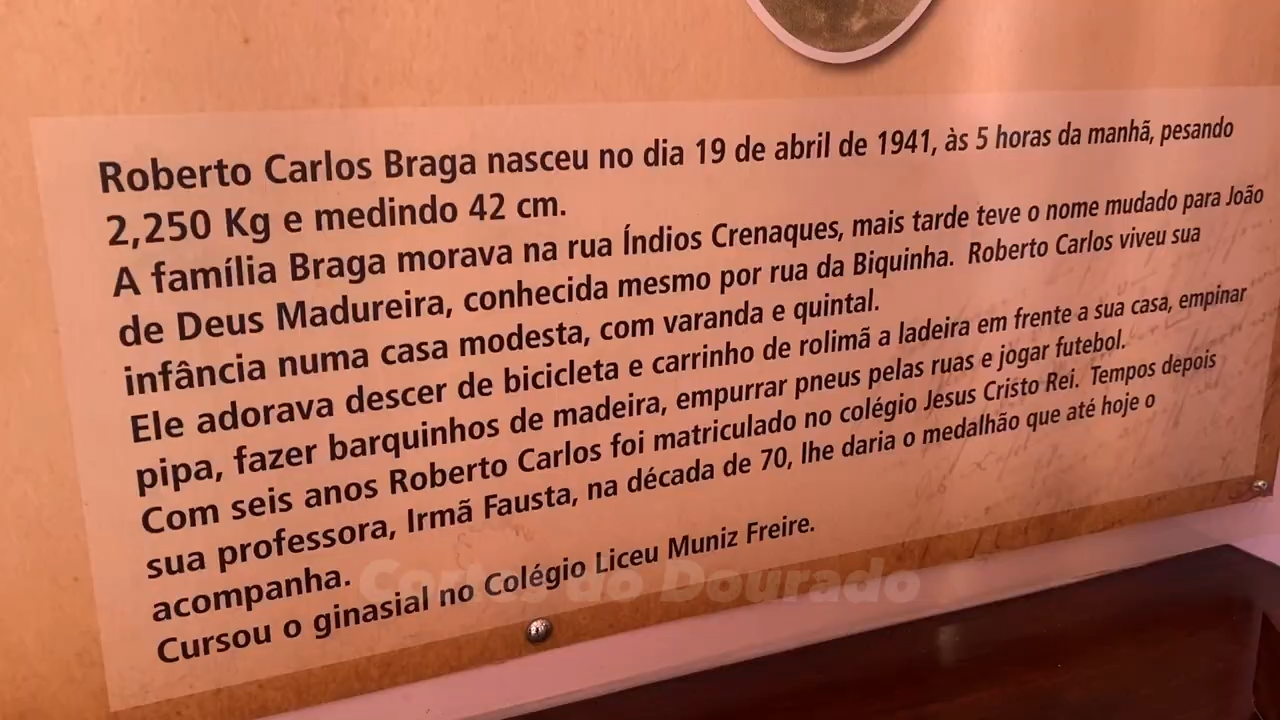 Roberto Carlos Braga nasceu no dia 19 de abril de 1941, às 5 horas da manhã, pesando
2,250 Kg e medindo 42 cm.
A família Braga morava na rua Índios Crenaques, mais tarde teve o nome mudado para João
de Deus Madureira, conhecida mesmo por rua da Biquinha. Roberto Carlos viveu sua
infância numa casa modesta, com varanda e quintal.
Ele adorava descer de bicicleta e carrinho de rolimã a ladeira em frente a sua casa, empinar
pipa, fazer barquinhos de madeira, empurrar pneus pelas ruas e jogar futebol.
Com seis anos Roberto Carlos foi matriculado no colégio Jesus Cristo Rei. Tempos depois
sua professora, Irmã Fausta, na década de 70, lhe daria o medalhão que até hoje o
acompanha.
Cursou o ginasial no Colégio Liceu Muniz Freire.
Cortes do Dourado